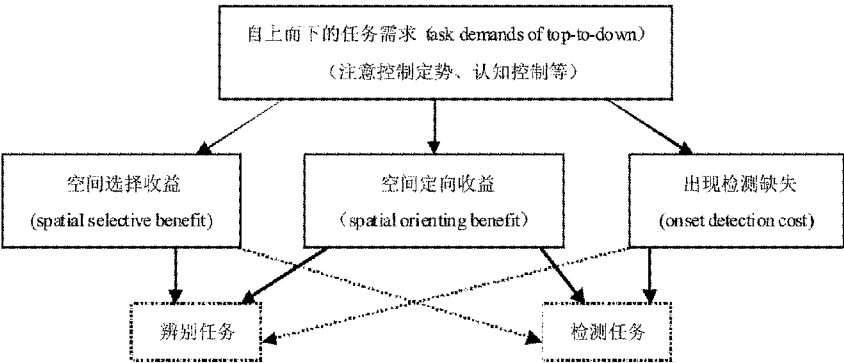 自上而下的任务需求 (task demands of top-to-down）
（注意控制定势、认知控制等）
空间选择收益
(spatial selective benefit)
空间定向收益
（spatial orienting benefit）
出现检测缺失
(onset detection cost)
辨别任务
检测任务